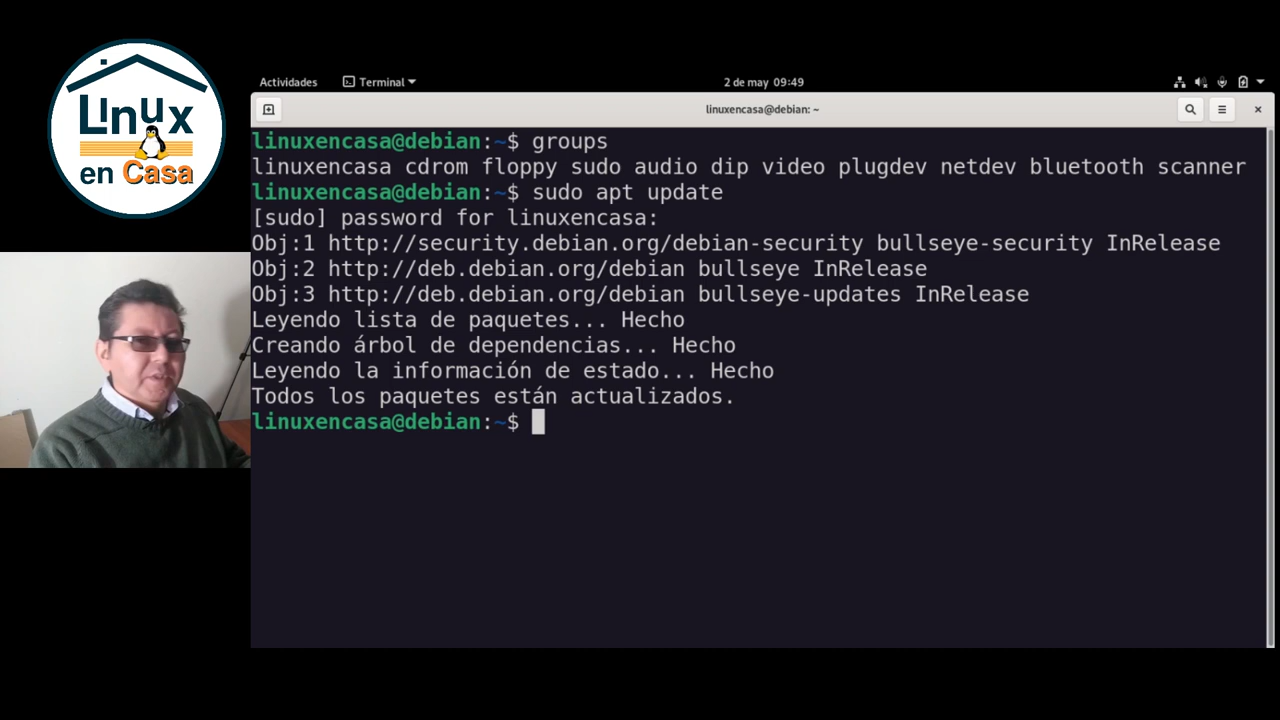 Linux
en Casa
Actividades Terminal 2 de may 09:49
linuxencasa@debian: ~
linuxencasa@debian:~$ groups
linuxencasa cdrom floppy sudo audio dip video plugdev netdev bluetooth scanner
linuxencasa@debian:~$ sudo apt update
[sudo] password for linuxencasa:
Obj:1 http://security.debian.org/debian-security bullseye-security InRelease
Obj:2 http://deb.debian.org/debian bullseye InRelease
Obj:3 http://deb.debian.org/debian bullseye-updates InRelease
Leyendo lista de paquetes... Hecho
Creando árbol de dependencias... Hecho
Leyendo la información de estado... Hecho
Todos los paquetes están actualizados.
linuxencasa@debian:~$